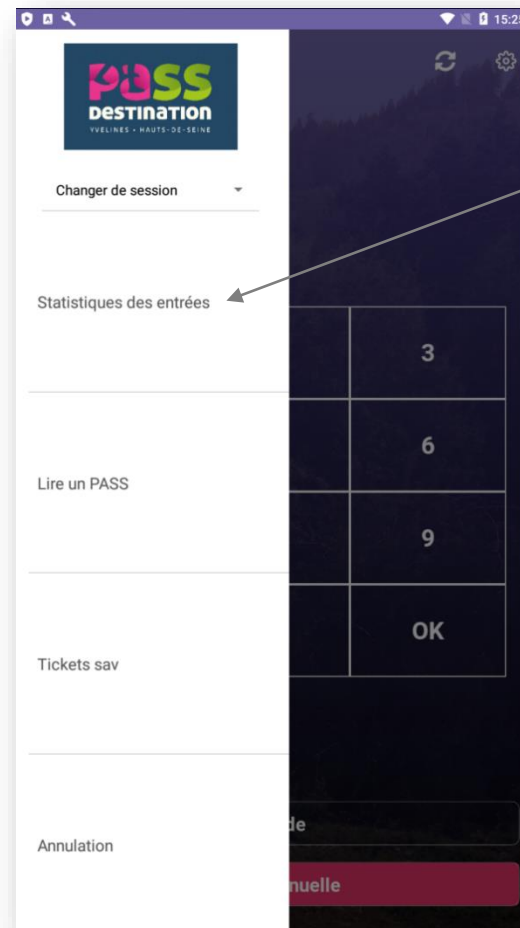 15:25
PASS
DESTINATION
YVELINES • HAUTS-DE-SEINE
Changer de session
Statistiques des entrées
3
Lire un PASS
6
9
OK
Tickets sav
de
Annulation
nuelle